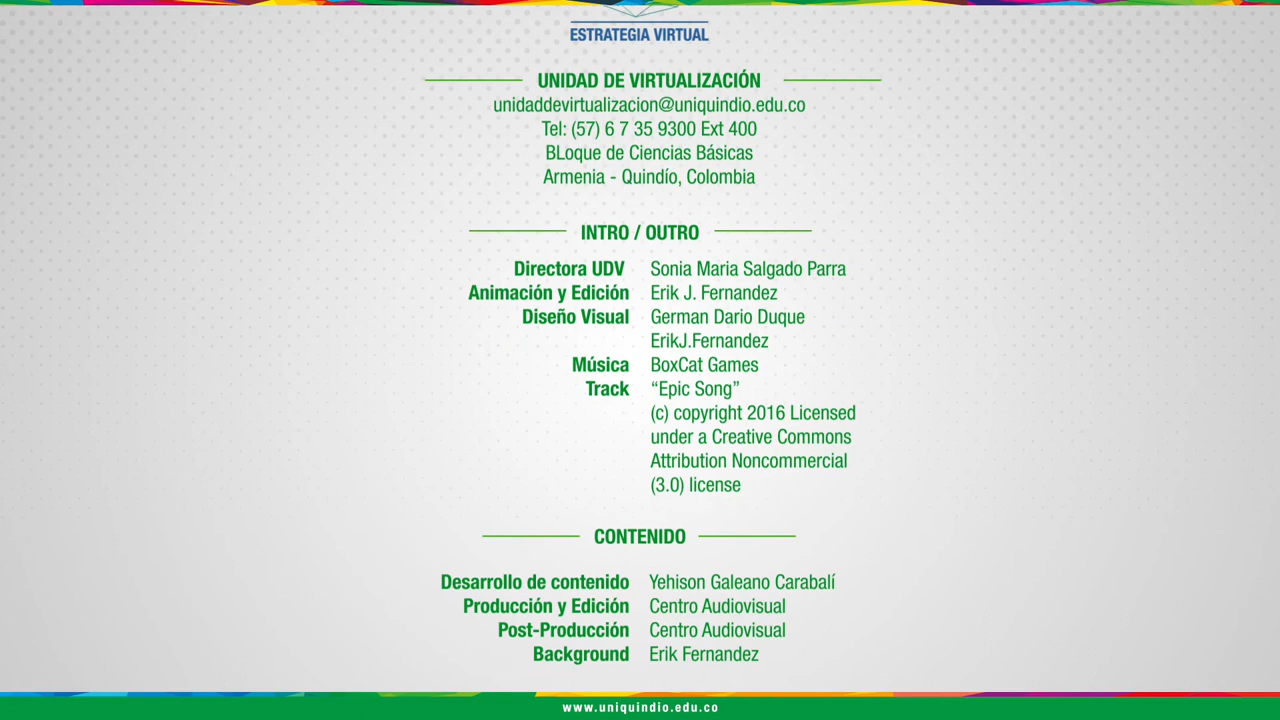 ESTRATEGIA VIRTUAL
UNIDAD DE VIRTUALIZACIÓN
unidaddevirtualizacion@uniquindio.edu.co
Tel: (57) 6 7 35 9300 Ext 400
BLoque de Ciencias Básicas
Armenia - Quindío, Colombia
INTRO / OUTRO
Directora UDV Sonia Maria Salgado Parra
Animación y Edición Erik J. Fernandez
Diseño Visual German Dario Duque
ErikJ.Fernandez
Música BoxCat Games
Track “Epic Song”
(c) copyright 2016 Licensed
under a Creative Commons
Attribution Noncommercial
(3.0) license
CONTENIDO
Desarrollo de contenido Yehison Galeano Carabalí
Producción y Edición Centro Audiovisual
Post-Producción Centro Audiovisual
Background Erik Fernandez
www.uniquindio.edu.co